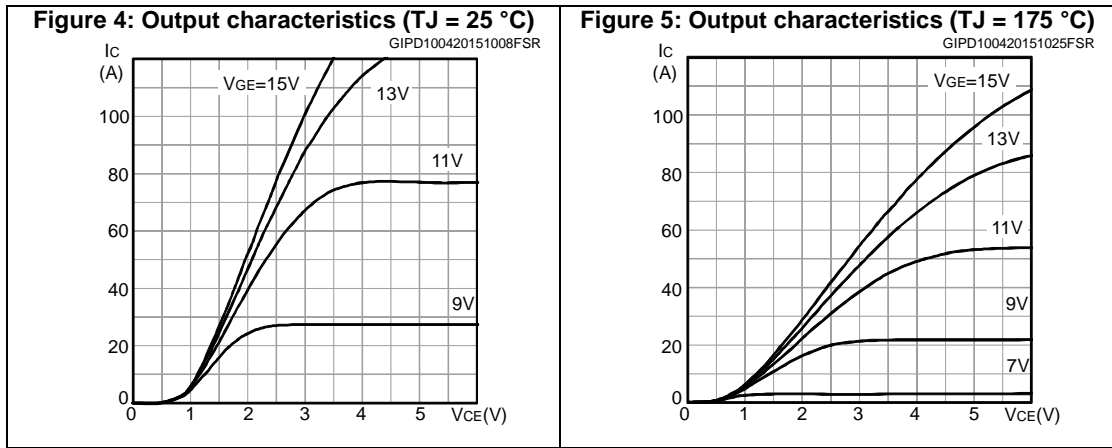 Figure 4: Output characteristics (TJ = 25 °C)
GIPD100420151008FSR
IC
(A)
VGE=15V
13V
11V
9V
100
80
60
40
20
0
0 1 2 3 4 5 VCE(V)
Figure 5: Output characteristics (TJ = 175 °C)
GIPD100420151025FSR
IC
(A)
VGE=15V
13V
11V
9V
7V
100
80
60
40
20
0
0 1 2 3 4 5 VCE(V)